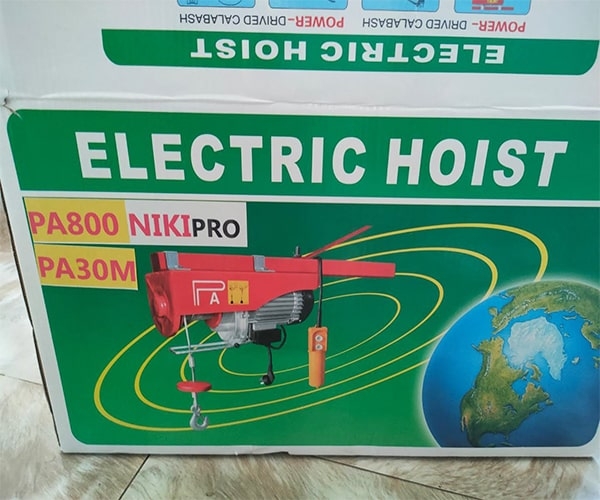 POWER-DRIVED CALABASH POWER-DRIVED CALABASH
ELECTRIC HOIST
ELECTRIC HOIST
PA800 NIKIPRO
PA30M
PA